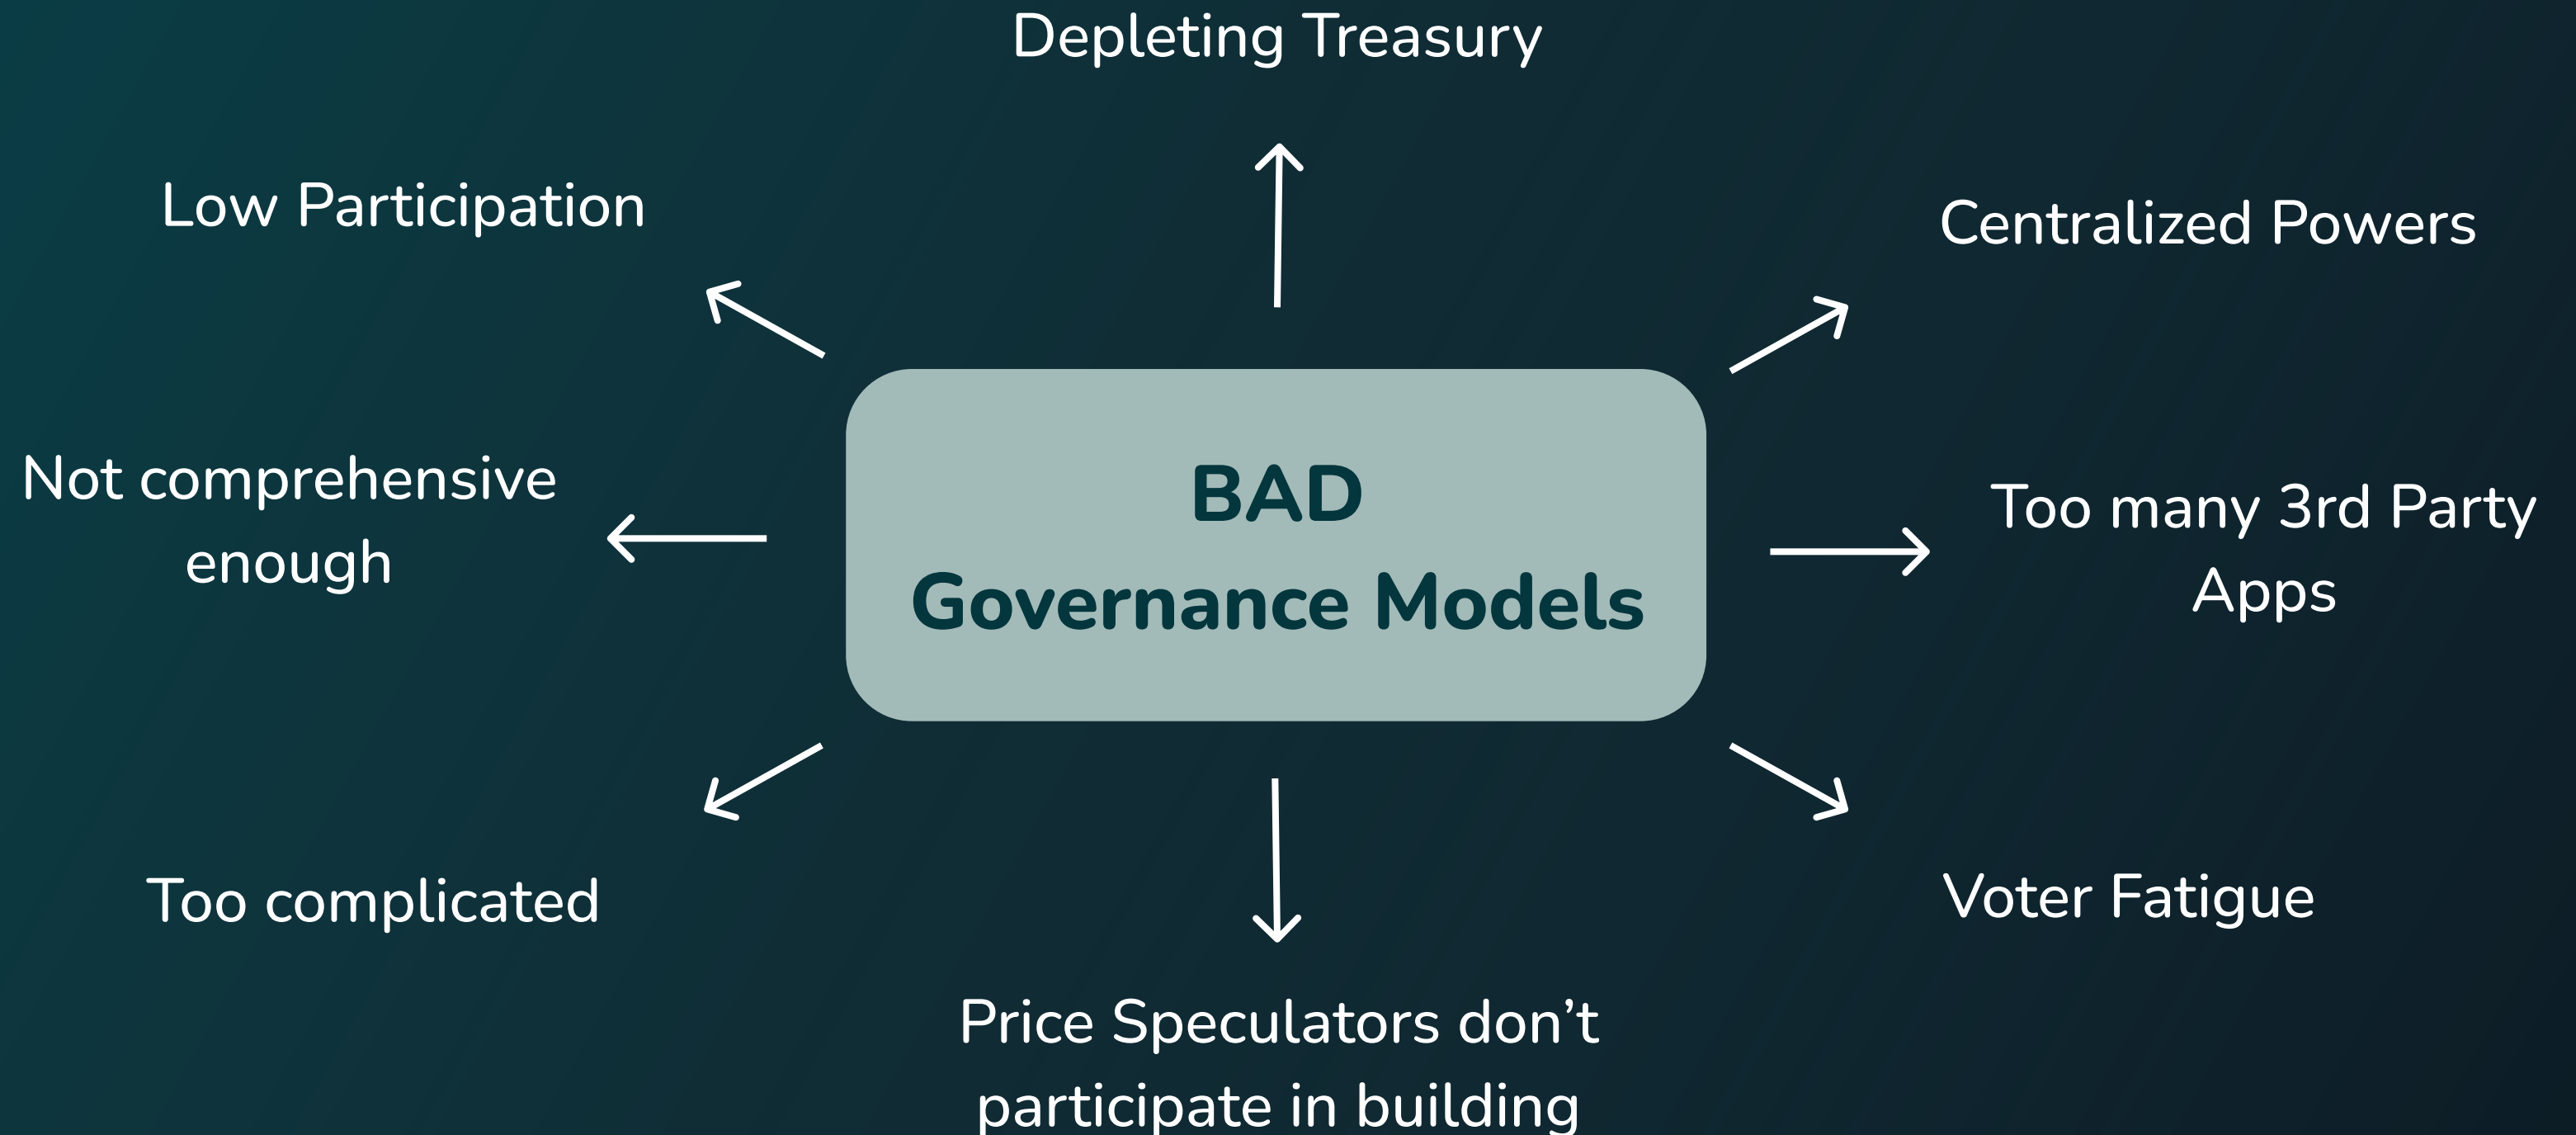 Depleting Treasury
Low Participation
Centralized Powers
Not comprehensive
enough
BAD
Governance Models
Too many 3rd Party
Apps
Too complicated
Voter Fatigue
Price Speculators don’t
participate in building